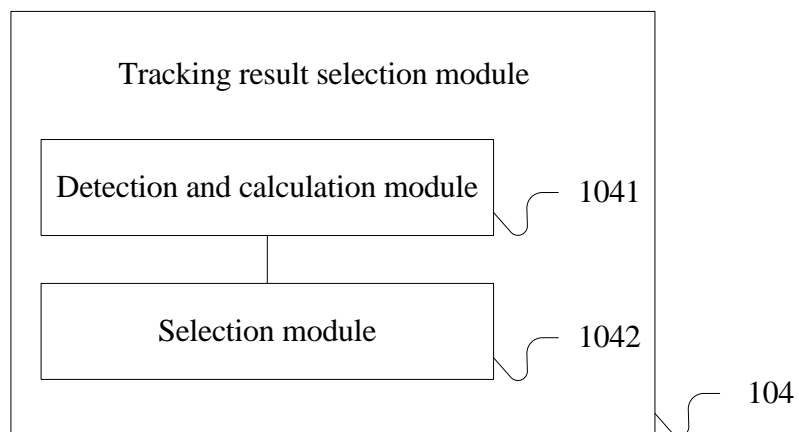 Tracking result selection module
Detection and calculation module
1041
Selection module
1042
104